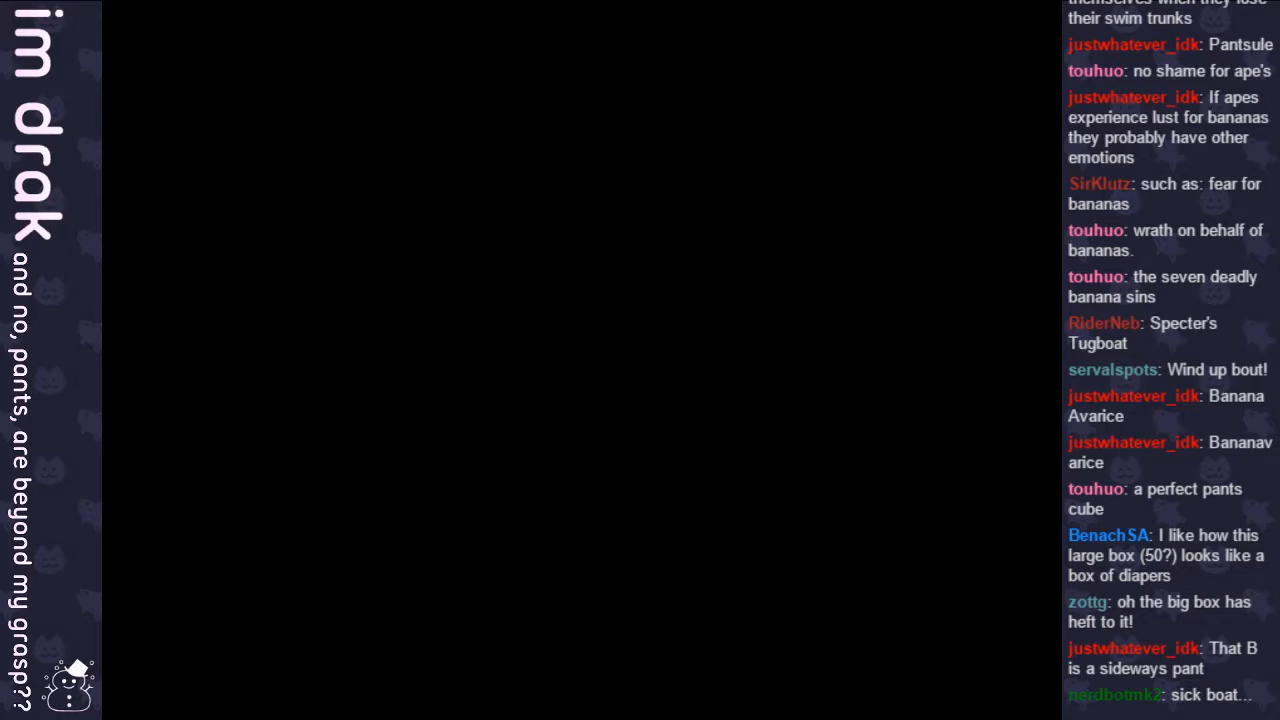 im drak and no, pants, are beyond my grasp??
themselves when they lose
their swim trunks
justwhatever_idk: Pantsule
touhuo: no shame for ape's
justwhatever_idk: If apes
experience lust for bananas
they probably have other
emotions
SirKlutz: such as: fear for
bananas
touhuo: wrath on behalf of
bananas.
touhuo: the seven deadly
banana sins
RiderNeb: Specter's
Tugboat
servalspots: Wind up bout!
justwhatever_idk: Banana
Avarice
justwhatever_idk: Bananav
arice
touhuo: a perfect pants
cube
BenachSA: I like how this
large box (50?) looks like a
box of diapers
zottg: oh the big box has
heft to it!
justwhatever_idk: That B
is a sideways pant
nerdbotmk2: sick boat...